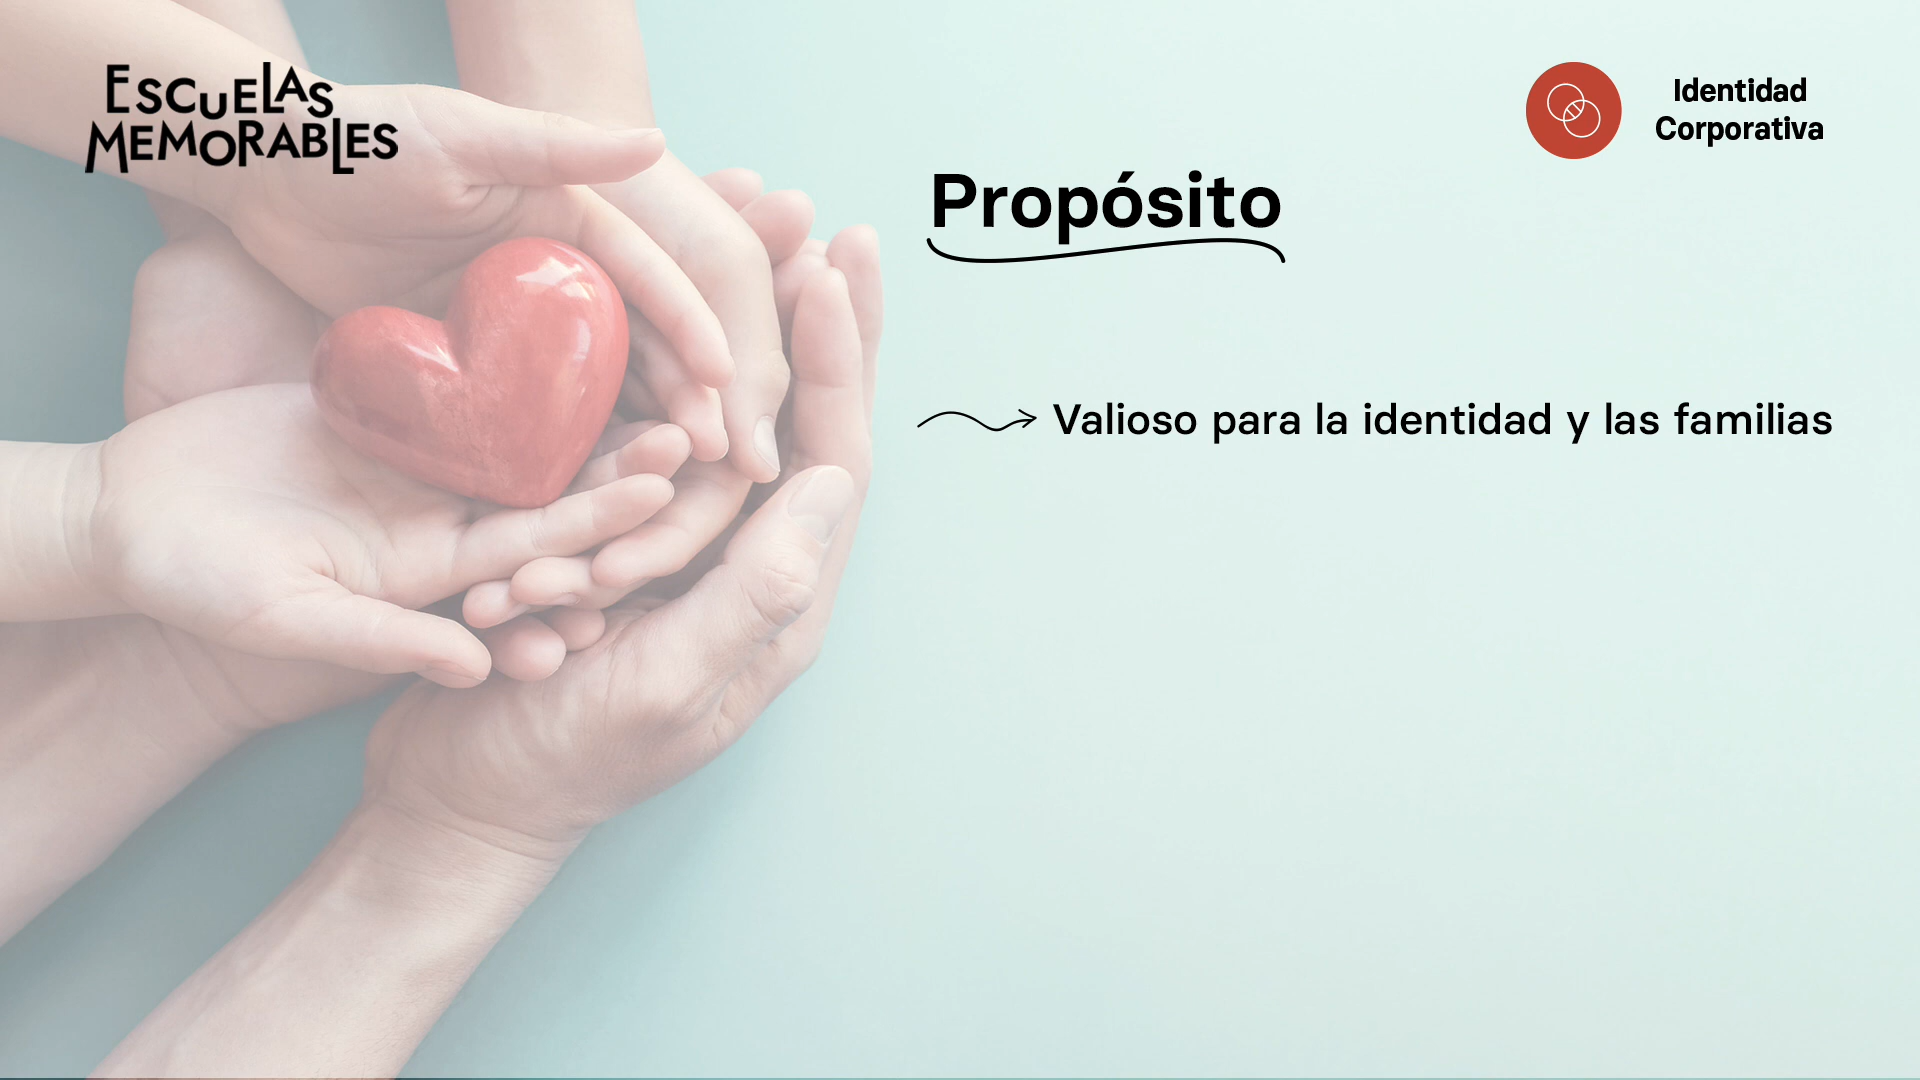 ESCUELAS
MEMORABLES
Identidad
Corporativa
Propósito
Valioso para la identidad y las familias